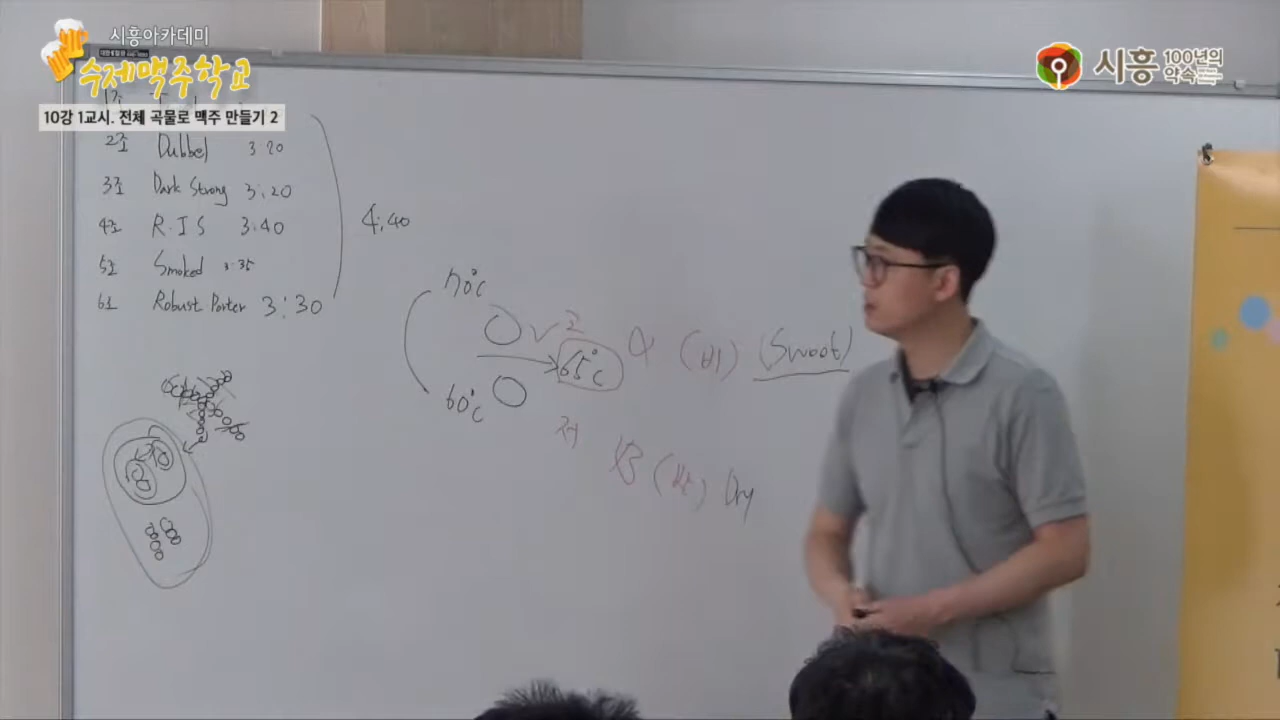 시흥아카데미
수제맥주학교
10강 1교시. 전체 곡물로 맥주 만들기 2
시흥 100년의 약속
2조 Dubbel 3:20
3조 Dark Strong 3:20
4조 R.I.S 3:40
5조 Smoked 3:35
6조 Robust Porter 3:30
4:40
70°C
65°C
60°C
고
(비)
(Sweet)
저
Dry